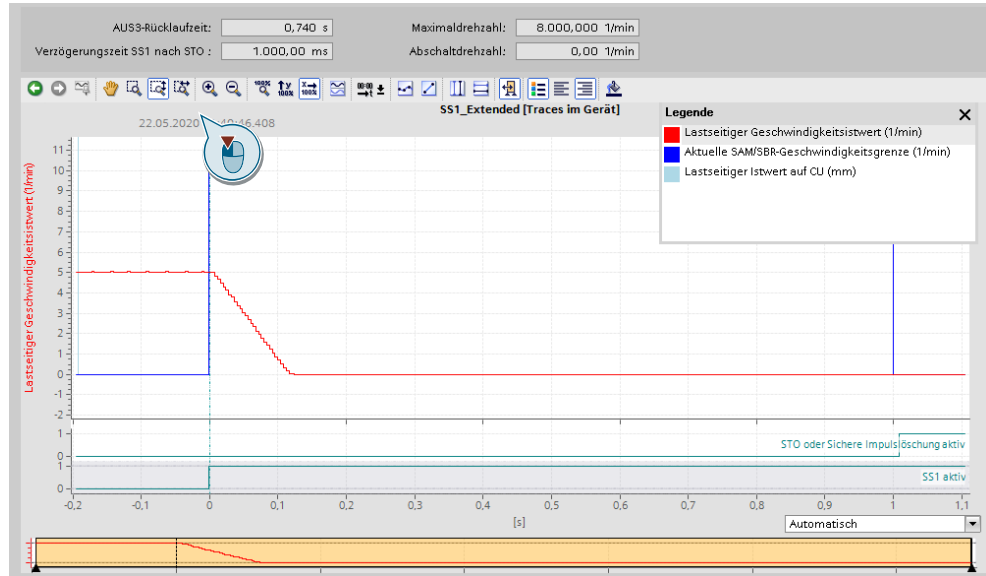 AUS3-Rücklaufzeit: 0,740 s Maximaldrehzahl: 8.000,000 1/min
Verzögerungszeit SS1 nach STO : 1.000,00 ms Abschaltdrehzahl: 0,00 1/min
SS1_Extended [Traces im Gerät]
22.05.2020
46.408
Legende
Lastseitiger Geschwindigkeitsistwert (1/min)
Aktuelle SAM/SBR-Geschwindigkeitsgrenze (1/min)
Lastseitiger Istwert auf CU (mm)
Lastseitiger Geschwindigkeitsistwert (1/min)
11
10
9
8
7
6
5
4
3
2
1
0
-1
-2
1
0
STO oder Sichere Impulslöschung aktiv
1
0
SS1 aktiv
-0,2 -0,1 0 0,1 0,2 0,3 0,4 0,5 0,6 0,7 0,8 0,9 1 1,1
[s]
Automatisch